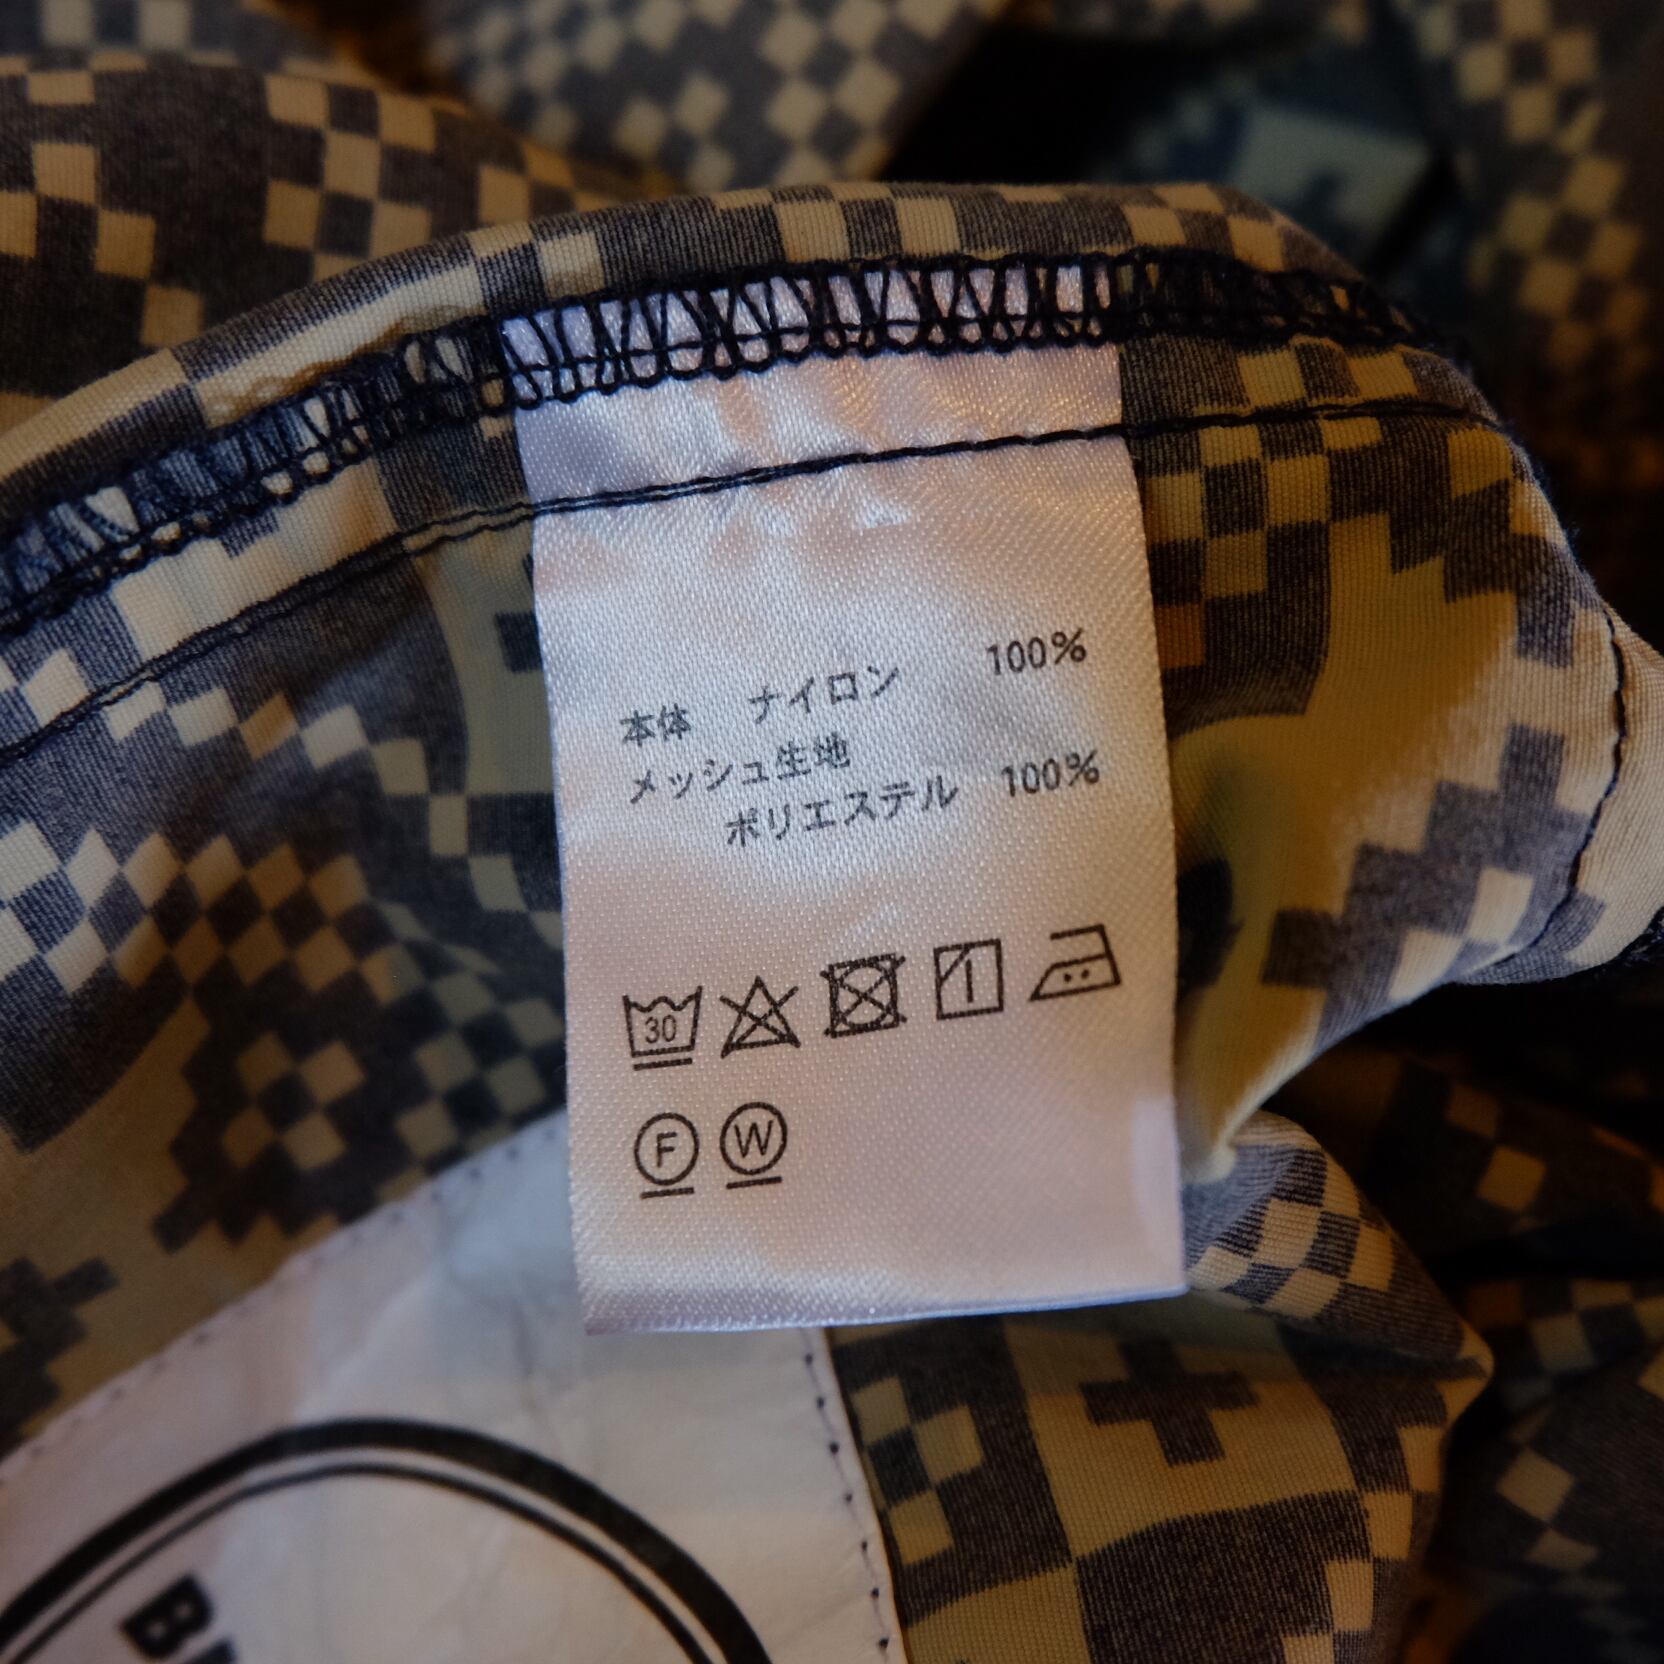 本体　ナイロン　100%
メッシュ生地
ポリエステル　100%
30
F W